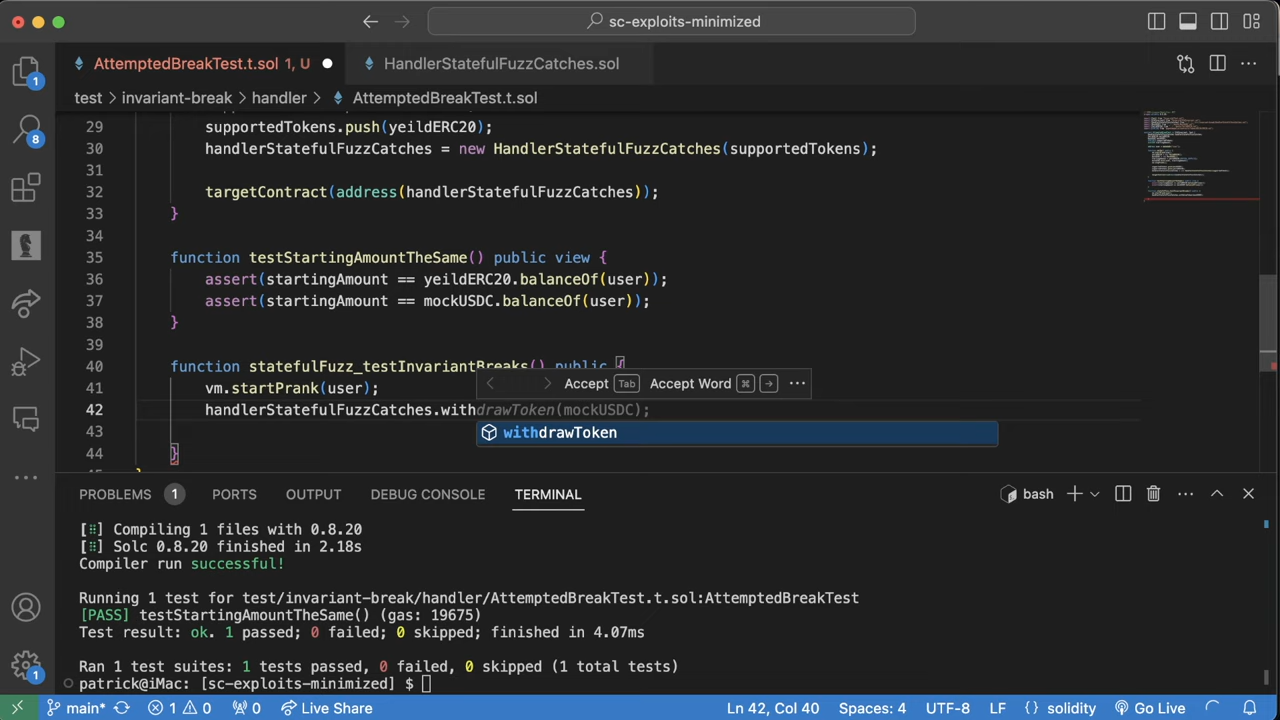 sc-exploits-minimized
AttemptedBreakTest.t.sol 1, U
HandlerStatefulFuzzCatches.sol
test > invariant-break > handler > AttemptedBreakTest.t.sol
29 supportedTokens.push(yeildERC20);
30 handlerStatefulFuzzCatches = new HandlerStatefulFuzzCatches(supportedTokens);
31
32 targetContract(address(handlerStatefulFuzzCatches));
33 }
34
35 function testStartingAmountTheSame() public view {
36 assert(startingAmount == yeildERC20.balanceOf(user));
37 assert(startingAmount == mockUSDC.balanceOf(user));
38 }
39
40 function statefulFuzz_testInvariantBreaks() public {
41 vm.startPrank(user);
Accept Tab Accept Word ⌘ → ...
42 handlerStatefulFuzzCatches.withdrawToken(mockUSDC);
withdrawToken
43
44 }
PROBLEMS 1 PORTS OUTPUT DEBUG CONSOLE TERMINAL bash
[⠿] Compiling 1 files with 0.8.20
[⠿] Solc 0.8.20 finished in 2.18s
Compiler run successful!
Running 1 test for test/invariant-break/handler/AttemptedBreakTest.t.sol:AttemptedBreakTest
[PASS] testStartingAmountTheSame() (gas: 19675)
Test result: ok. 1 passed; 0 failed; 0 skipped; finished in 4.07ms
Ran 1 test suites: 1 tests passed, 0 failed, 0 skipped (1 total tests)
patrick@iMac: [sc-exploits-minimized] $
1
8
1
main* 1 0 0 Live Share Ln 42, Col 40 Spaces: 4 UTF-8 LF {} solidity Go Live